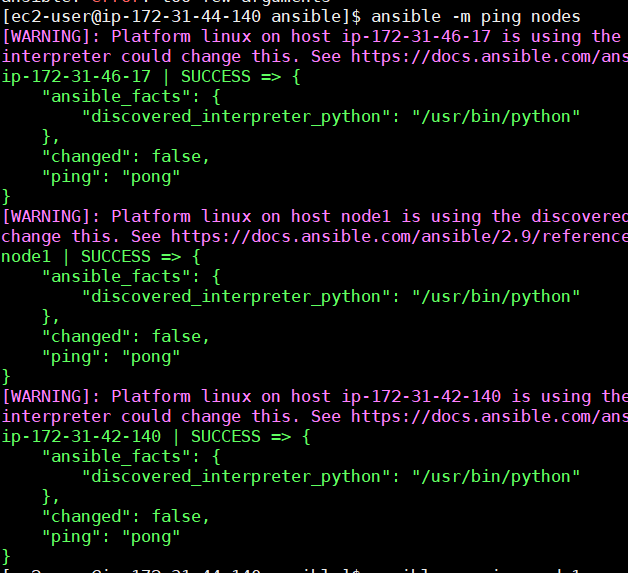 [ec2-user@ip-172-31-44-140 ansible]$ ansible -m ping nodes
[WARNING]: Platform linux on host ip-172-31-46-17 is using the
interpreter could change this. See https://docs.ansible.com/ans
ip-172-31-46-17 | SUCCESS => {
    "ansible_facts": {
        "discovered_interpreter_python": "/usr/bin/python"
    },
    "changed": false,
    "ping": "pong"
}
[WARNING]: Platform linux on host node1 is using the discovered
change this. See https://docs.ansible.com/ansible/2.9/reference
node1 | SUCCESS => {
    "ansible_facts": {
        "discovered_interpreter_python": "/usr/bin/python"
    },
    "changed": false,
    "ping": "pong"
}
[WARNING]: Platform linux on host ip-172-31-42-140 is using the
interpreter could change this. See https://docs.ansible.com/ans
ip-172-31-42-140 | SUCCESS => {
    "ansible_facts": {
        "discovered_interpreter_python": "/usr/bin/python"
    },
    "changed": false,
    "ping": "pong"
}